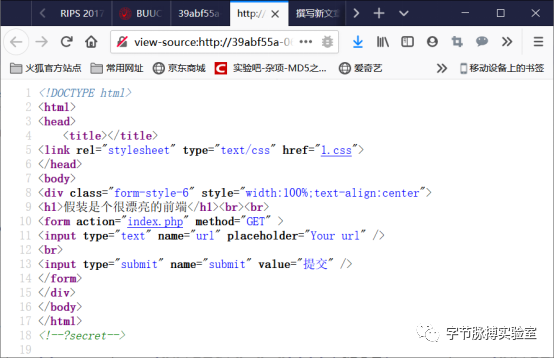 RIPS 2017
BUUC
39abf55a
http:/
撰写新文章
view-source:http://39abf55a-0
火狐官方站点 常用网址 京东商城 实验吧-杂项-MD5之... 爱奇艺 移动设备上的书签
1 <!DOCTYPE html>
2 <html>
3 <head>
4 <title></title>
5 <link rel="stylesheet" type="text/css" href="1.css">
6 </head>
7 <body>
8 <div class="form-style-6" style="width:100%;text-align:center">
9 <h1>假装是个很漂亮的前端</h1><br><br>
10 <form action="index.php" method="GET" >
11 <input type="text" name="url" placeholder="Your url" />
12 <br>
13 <input type="submit" name="submit" value="提交" />
14 </form>
15 </div>
16 </body>
17 </html>
18 <!--?secret-->
19
字节脉搏实验室